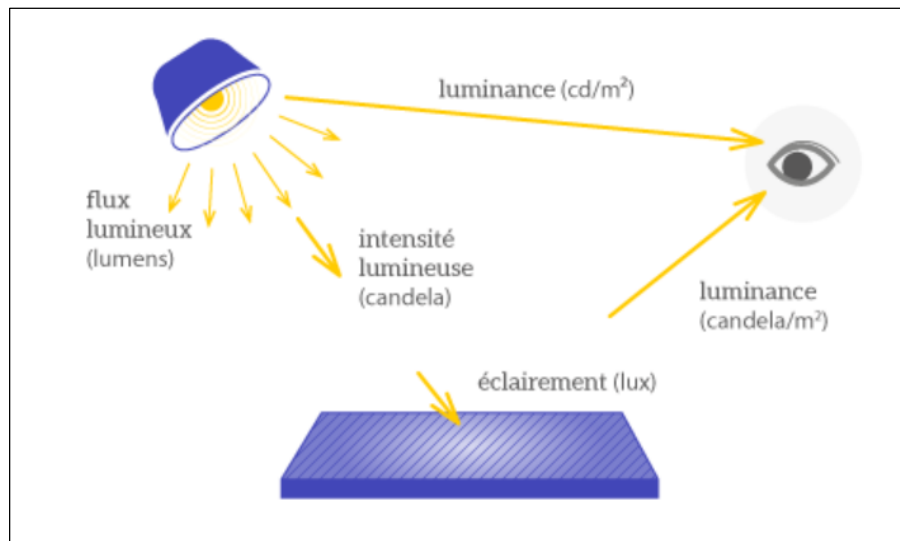 luminance (cd/m²)
flux
lumineux
(lumens)
intensité
lumineuse
(candela)
luminance
(candela/m²)
éclairement (lux)